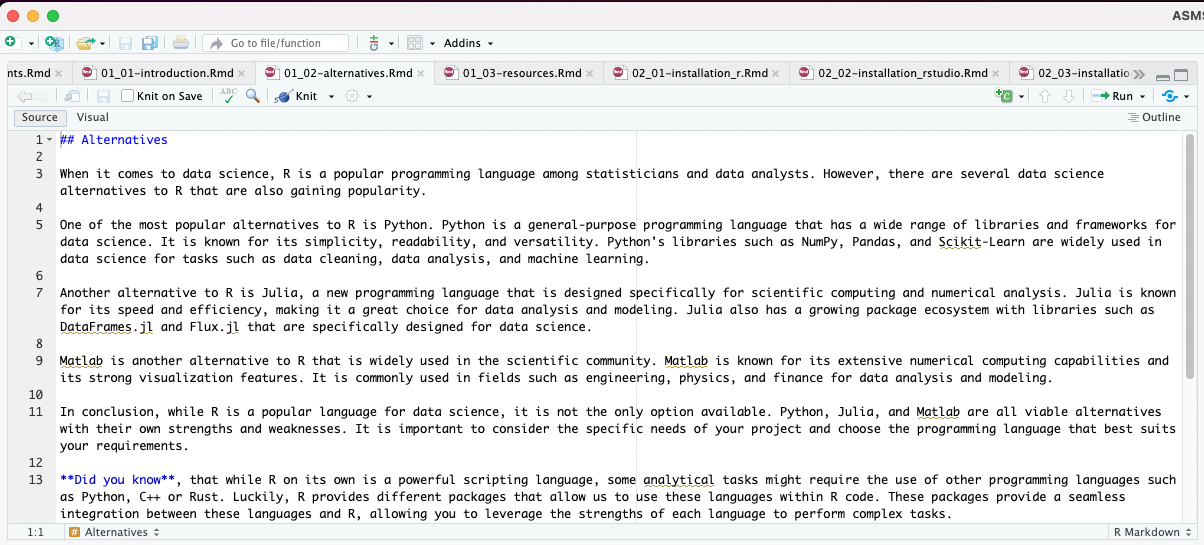 ASMS
Go to file/function
Addins
nts.Rmd
01_01-introduction.Rmd
01_02-alternatives.Rmd
01_03-resources.Rmd
02_01-installation_r.Rmd
02_02-installation_rstudio.Rmd
02_03-installatio
Knit on Save
ABC
Knit
Run
Source
Visual
Outline
1 ## Alternatives
2
3 When it comes to data science, R is a popular programming language among statisticians and data analysts. However, there are several data science
alternatives to R that are also gaining popularity.
4
5 One of the most popular alternatives to R is Python. Python is a general-purpose programming language that has a wide range of libraries and frameworks for
data science. It is known for its simplicity, readability, and versatility. Python's libraries such as NumPy, Pandas, and Scikit-Learn are widely used in
data science for tasks such as data cleaning, data analysis, and machine learning.
6
7 Another alternative to R is Julia, a new programming language that is designed specifically for scientific computing and numerical analysis. Julia is known
for its speed and efficiency, making it a great choice for data analysis and modeling. Julia also has a growing package ecosystem with libraries such as
DataFrames.jl and Flux.jl that are specifically designed for data science.
8
9 Matlab is another alternative to R that is widely used in the scientific community. Matlab is known for its extensive numerical computing capabilities and
its strong visualization features. It is commonly used in fields such as engineering, physics, and finance for data analysis and modeling.
10
11 In conclusion, while R is a popular language for data science, it is not the only option available. Python, Julia, and Matlab are all viable alternatives
with their own strengths and weaknesses. It is important to consider the specific needs of your project and choose the programming language that best suits
your requirements.
12
13 **Did you know**, that while R on its own is a powerful scripting language, some analytical tasks might require the use of other programming languages such
as Python, C++ or Rust. Luckily, R provides different packages that allow us to use these languages within R code. These packages provide a seamless
integration between these languages and R, allowing you to leverage the strengths of each language to perform complex tasks.
1:1
# Alternatives
R Markdown